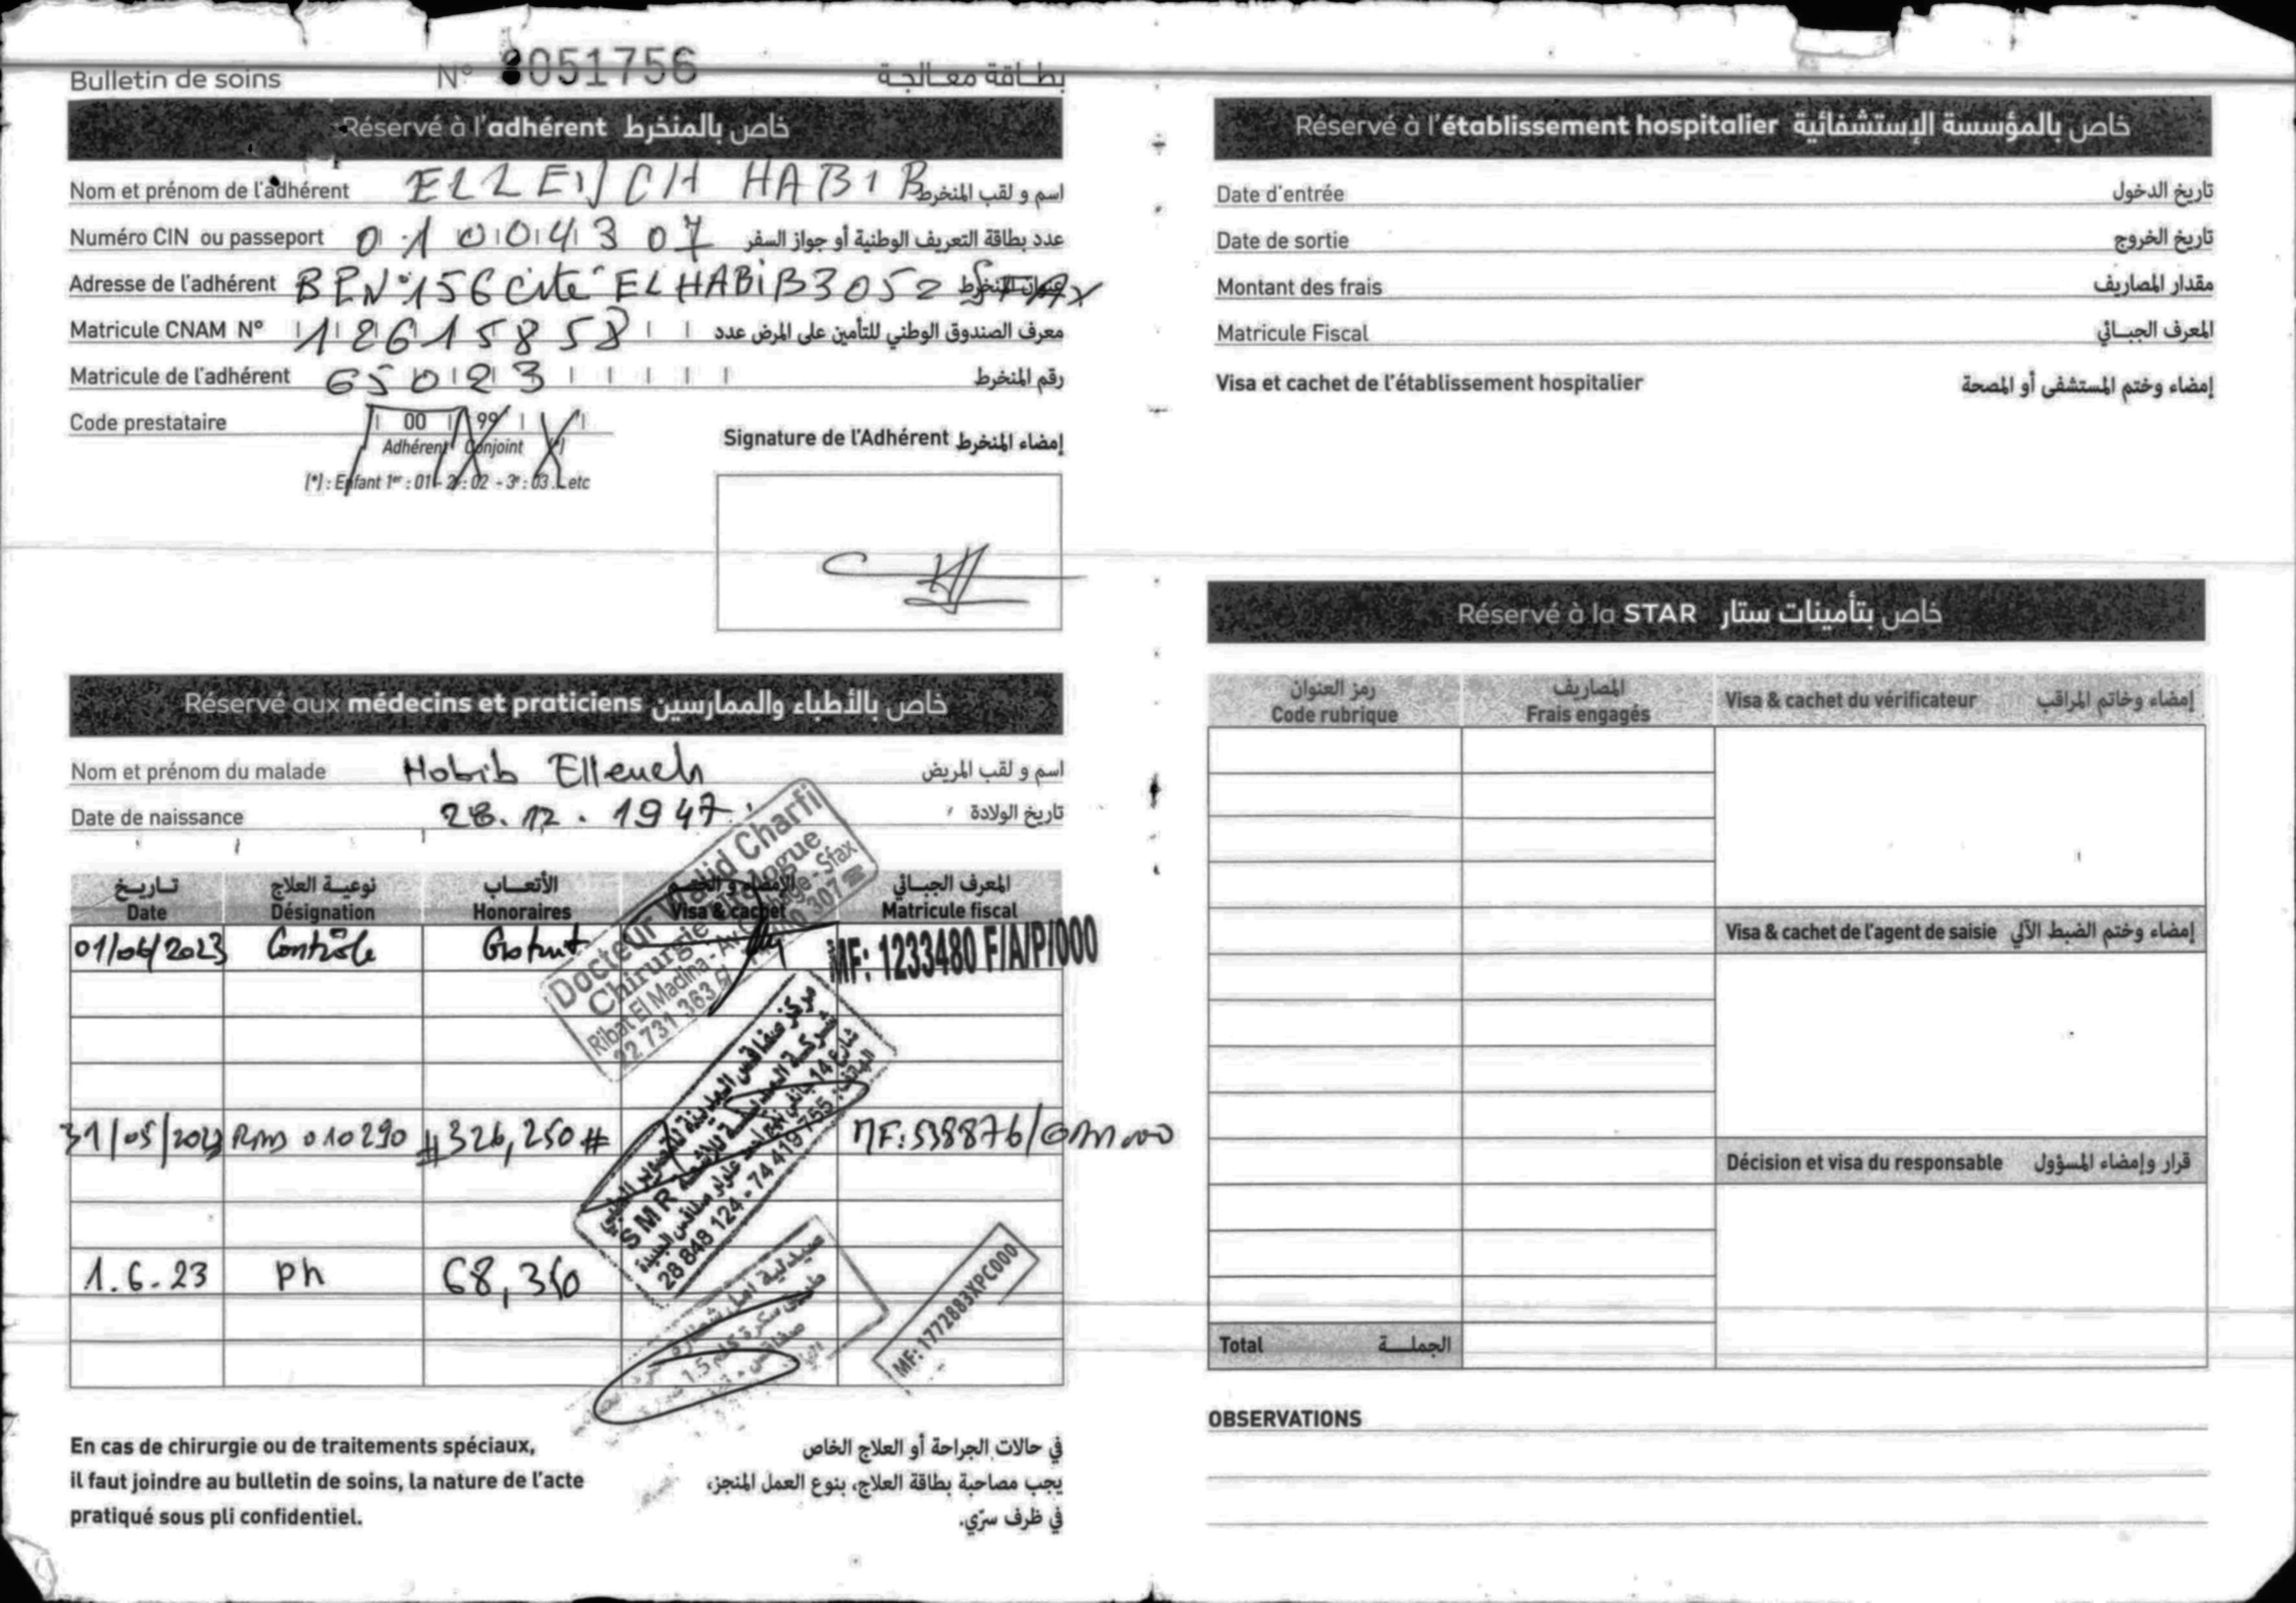 Bulletin de soins N° 8051756 بطاقة معالجة
Réservé à l'adhérent خاص بالمنخرط
Nom et prénom de l'adhérent ELLEUCH HABIB اسم و لقب المنخرط
Numéro CIN ou passeport 01004307 عدد بطاقة التعريف الوطنية أو جواز السفر
Adresse de l'adhérent BPN°156 Cité EL HABIB 3052 SFAX عنوان المنخرط
Matricule CNAM N° 12615858 معرف الصندوق الوطني للتأمين على المرض عدد
Matricule de l'adhérent 65023 رقم المنخرط
Code prestataire 00 99
Adhérent Conjoint (*)
(*) : Enfant 1er : 01 - 2e : 02 - 3e : 03... etc
Signature de l'Adhérent إمضاء المنخرط
Réservé aux médecins et praticiens خاص بالأطباء والممارسين
Nom et prénom du malade Habib Elleuch اسم و لقب المريض
Date de naissance 28.12.1947 تاريخ الولادة
تاريخ نوعية العلاج الأتعاب الإمضاء و الختم المعرف الجبائي
Date Désignation Honoraires Visa & cachet Matricule fiscal
01/06/2023 Contrôle Gratuit MF: 1233480 F/A/P/000
Docteur Walid Charfi
Chirurgie Urologue
Ribat El Madina - Av Carthage - Sfax
22 731 363
31/05/2023 RMD 010290 #326,250# MF: 538876/
مركز صفاقس المدينة للتصوير الطبي
SMR
28 848 124 - 74 419 755
1.6.23 Ph 68,350 MF: 1772883XPC000
En cas de chirurgie ou de traitements spéciaux,
il faut joindre au bulletin de soins, la nature de l'acte
pratiqué sous pli confidentiel.
في حالات الجراحة أو العلاج الخاص
يجب مصاحبة بطاقة العلاج، بنوع العمل المنجز،
في ظرف سرّي.
Réservé à l'établissement hospitalier خاص بالمؤسسة الإستشفائية
Date d'entrée تاريخ الدخول
Date de sortie تاريخ الخروج
Montant des frais مقدار المصاريف
Matricule Fiscal المعرف الجبائي
Visa et cachet de l'établissement hospitalier إمضاء وختم المستشفى أو المصحة
Réservé à la STAR خاص بتأمينات ستار
رمز العنوان المصاريف
Code rubrique Frais engagés Visa & cachet du vérificateur إمضاء وخاتم المراقب
Visa & cachet de l'agent de saisie إمضاء وختم الضبط الآلي
Décision et visa du responsable قرار وإمضاء المسؤول
Total الجملة
OBSERVATIONS